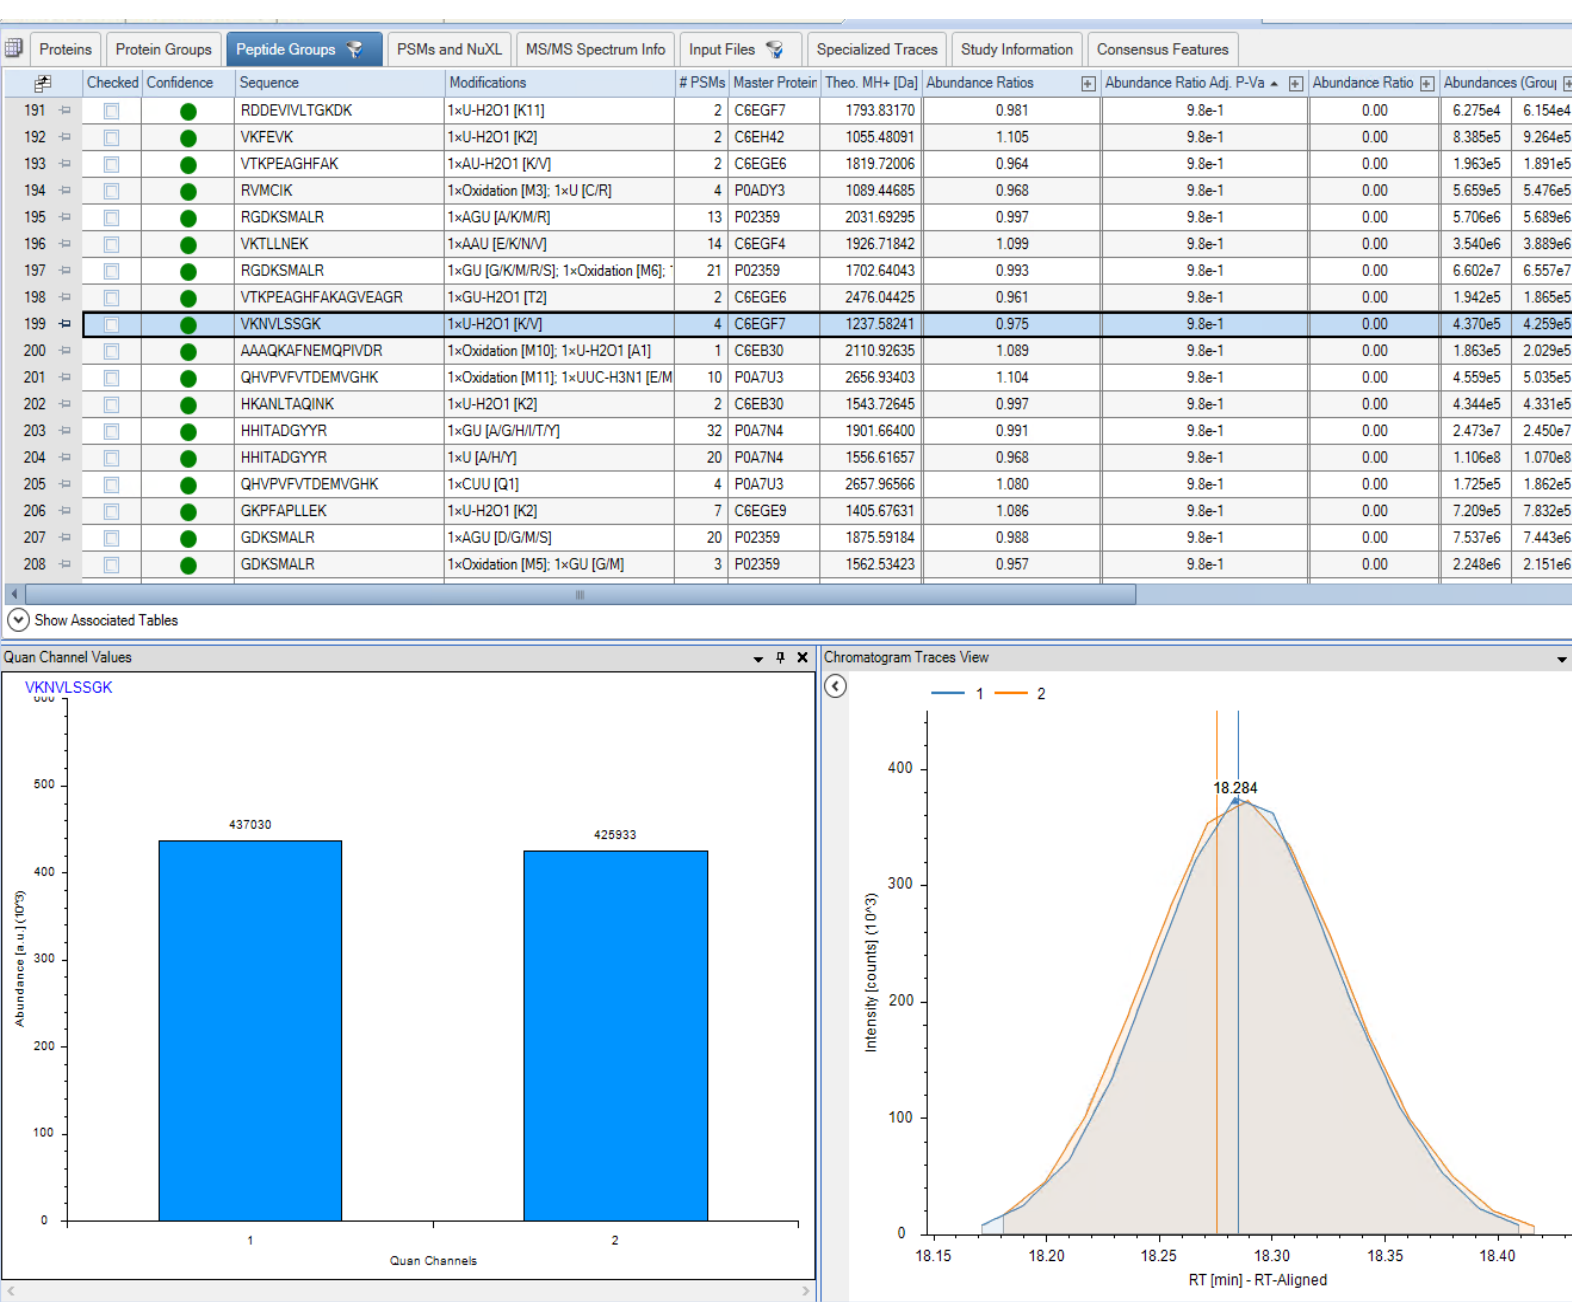 Proteins Protein Groups Peptide Groups PSMs and NuXL MS/MS Spectrum Info Input Files Specialized Traces Study Information Consensus Features
Checked Confidence Sequence Modifications # PSMs Master Protein Theo. MH+ [Da] Abundance Ratios Abundance Ratio Adj. P-Va Abundance Ratio Abundances (Grou
191 RDDEVIVLTGKDK 1×U-H2O1 [K11] 2 C6EGF7 1793.83170 0.981 9.8e-1 0.00 6.275e4 6.154e4
192 VKFEVK 1×U-H2O1 [K2] 2 C6EH42 1055.48091 1.105 9.8e-1 0.00 8.385e5 9.264e5
193 VTKPEAGHFAK 1×AU-H2O1 [K/V] 2 C6EGE6 1819.72006 0.964 9.8e-1 0.00 1.963e5 1.891e5
194 RVMCIK 1×Oxidation [M3]; 1×U [C/R] 4 P0ADY3 1089.44685 0.968 9.8e-1 0.00 5.659e5 5.476e5
195 RGDKSMALR 1×AGU [A/K/M/R] 13 P02359 2031.69295 0.997 9.8e-1 0.00 5.706e6 5.689e6
196 VKTLLNEK 1×AAU [E/K/N/V] 14 C6EGF4 1926.71842 1.099 9.8e-1 0.00 3.540e6 3.889e6
197 RGDKSMALR 1×GU [G/K/M/R/S]; 1×Oxidation [M6]; 21 P02359 1702.64043 0.993 9.8e-1 0.00 6.602e7 6.557e7
198 VTKPEAGHFAKAGVEAGR 1×GU-H2O1 [T2] 2 C6EGE6 2476.04425 0.961 9.8e-1 0.00 1.942e5 1.865e5
199 VKNVLSSGK 1×U-H2O1 [K/V] 4 C6EGF7 1237.58241 0.975 9.8e-1 0.00 4.370e5 4.259e5
200 AAAQKAFNEMQPIVDR 1×Oxidation [M10]; 1×U-H2O1 [A1] 1 C6EB30 2110.92635 1.089 9.8e-1 0.00 1.863e5 2.029e5
201 QHVPVFVTDEMVGHK 1×Oxidation [M11]; 1×UUC-H3N1 [E/M 10 P0A7U3 2656.93403 1.104 9.8e-1 0.00 4.559e5 5.035e5
202 HKANLTAQINK 1×U-H2O1 [K2] 2 C6EB30 1543.72645 0.997 9.8e-1 0.00 4.344e5 4.331e5
203 HHITADGYYR 1×GU [A/G/H/I/T/Y] 32 P0A7N4 1901.66400 0.991 9.8e-1 0.00 2.473e7 2.450e7
204 HHITADGYYR 1×U [A/H/Y] 20 P0A7N4 1556.61657 0.968 9.8e-1 0.00 1.106e8 1.070e8
205 QHVPVFVTDEMVGHK 1×CUU [Q1] 4 P0A7U3 2657.96566 1.080 9.8e-1 0.00 1.725e5 1.862e5
206 GKPFAPLLEK 1×U-H2O1 [K2] 7 C6EGE9 1405.67631 1.086 9.8e-1 0.00 7.209e5 7.832e5
207 GDKSMALR 1×AGU [D/G/M/S] 20 P02359 1875.59184 0.988 9.8e-1 0.00 7.537e6 7.443e6
208 GDKSMALR 1×Oxidation [M5]; 1×GU [G/M] 3 P02359 1562.53423 0.957 9.8e-1 0.00 2.248e6 2.151e6
Show Associated Tables
Quan Channel Values
VKNVLSSGK
500
400
300
200
100
0
Abundance [a.u.] (10^3)
437030
425933
1 2
Quan Channels
Chromatogram Traces View
1 2
18.284
400
300
200
100
0
Intensity [counts] (10^3)
18.15 18.20 18.25 18.30 18.35 18.40
RT [min] - RT-Aligned